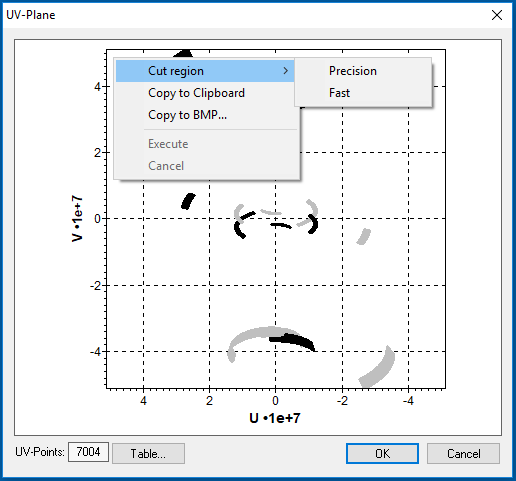 UV-Plane
Cut region
Precision
Copy to Clipboard
Fast
Copy to BMP...
Execute
Cancel
4
2
0
-2
-4
V •1e+7
4 2 0 -2 -4
U •1e+7
UV-Points: 7004 Table... OK Cancel